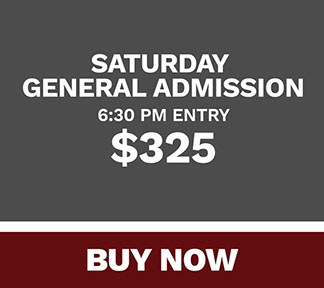 SATURDAY
GENERAL ADMISSION
6:30 PM ENTRY
$325
BUY NOW